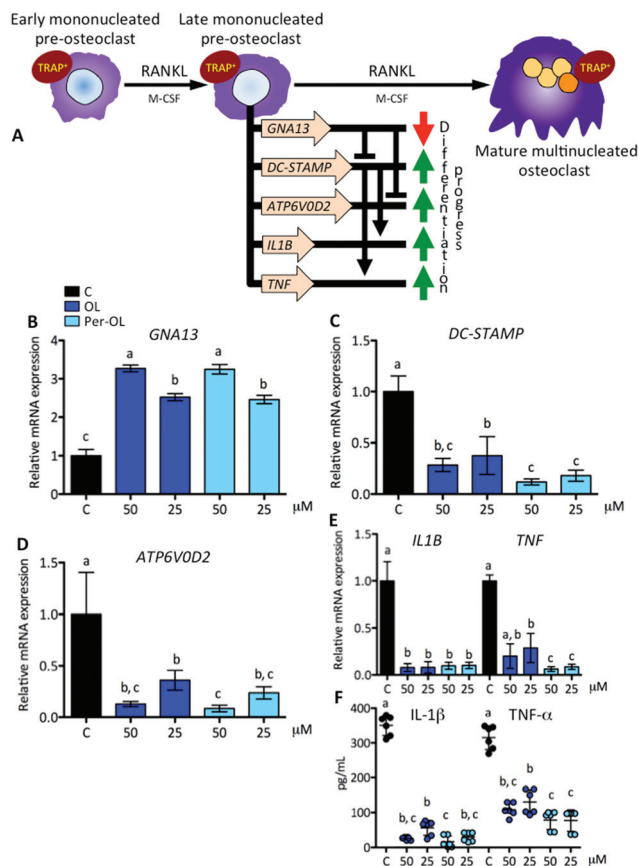 Early mononucleated
pre-osteoclast
Late mononucleated
pre-osteoclast
TRAP⁺
RANKL
M-CSF
TRAP⁺
RANKL
M-CSF
TRAP⁺
Mature multinucleated
osteoclast
A
GNA13
DC-STAMP
ATP6V0D2
IL1B
TNF
Differentiation
progress
C
OL
Per-OL
B
GNA13
Relative mRNA expression
4
3
2
1
0
c
a
b
a
b
C 50 25 50 25 µM
C
DC-STAMP
Relative mRNA expression
1.5
1.0
0.5
0.0
a
b, c
b
c
c
C 50 25 50 25 µM
D
ATP6V0D2
Relative mRNA expression
1.5
1.0
0.5
0.0
a
b, c
b
c
b, c
C 50 25 50 25 µM
E
IL1B TNF
Relative mRNA expression
1.5
1.0
0.5
0.0
a
b b b b
a
a, b
b
c c
C 50 25 50 25 C 50 25 50 25 µM
F
IL-1β TNF-α
pg/mL
400
300
200
100
0
a
b, c
b
c
b, c
a
b, c
b
c
c
C 50 25 50 25 C 50 25 50 25 µM